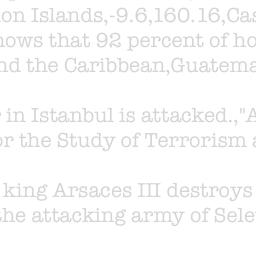 on Islands,-9.6,160.16,Cas
hows that 92 percent of ho
nd the Caribbean,Guatema
in Istanbul is attacked.,"A
or the Study of Terrorism a
king Arsaces III destroys
the attacking army of Sele